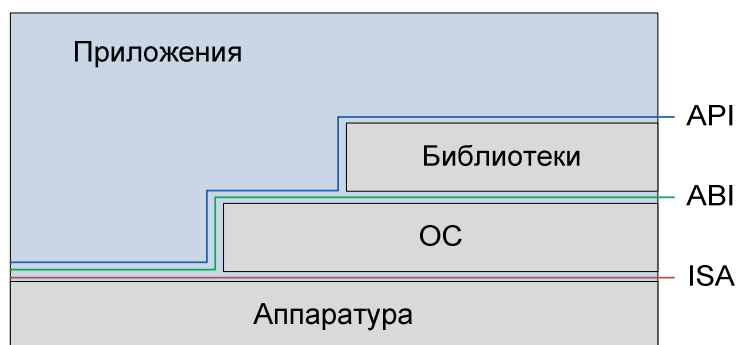 Приложения
API
Библиотеки
ABI
ОС
ISA
Аппаратура